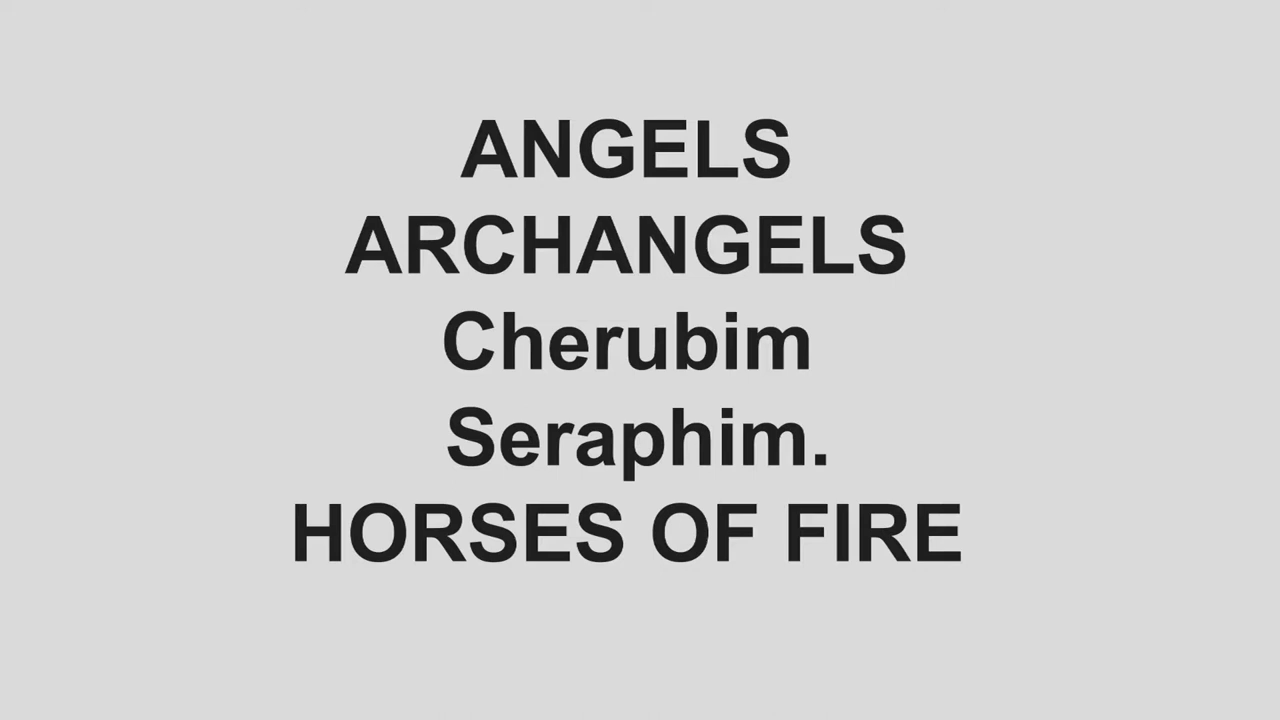 ANGELS
ARCHANGELS
Cherubim
Seraphim.
HORSES OF FIRE